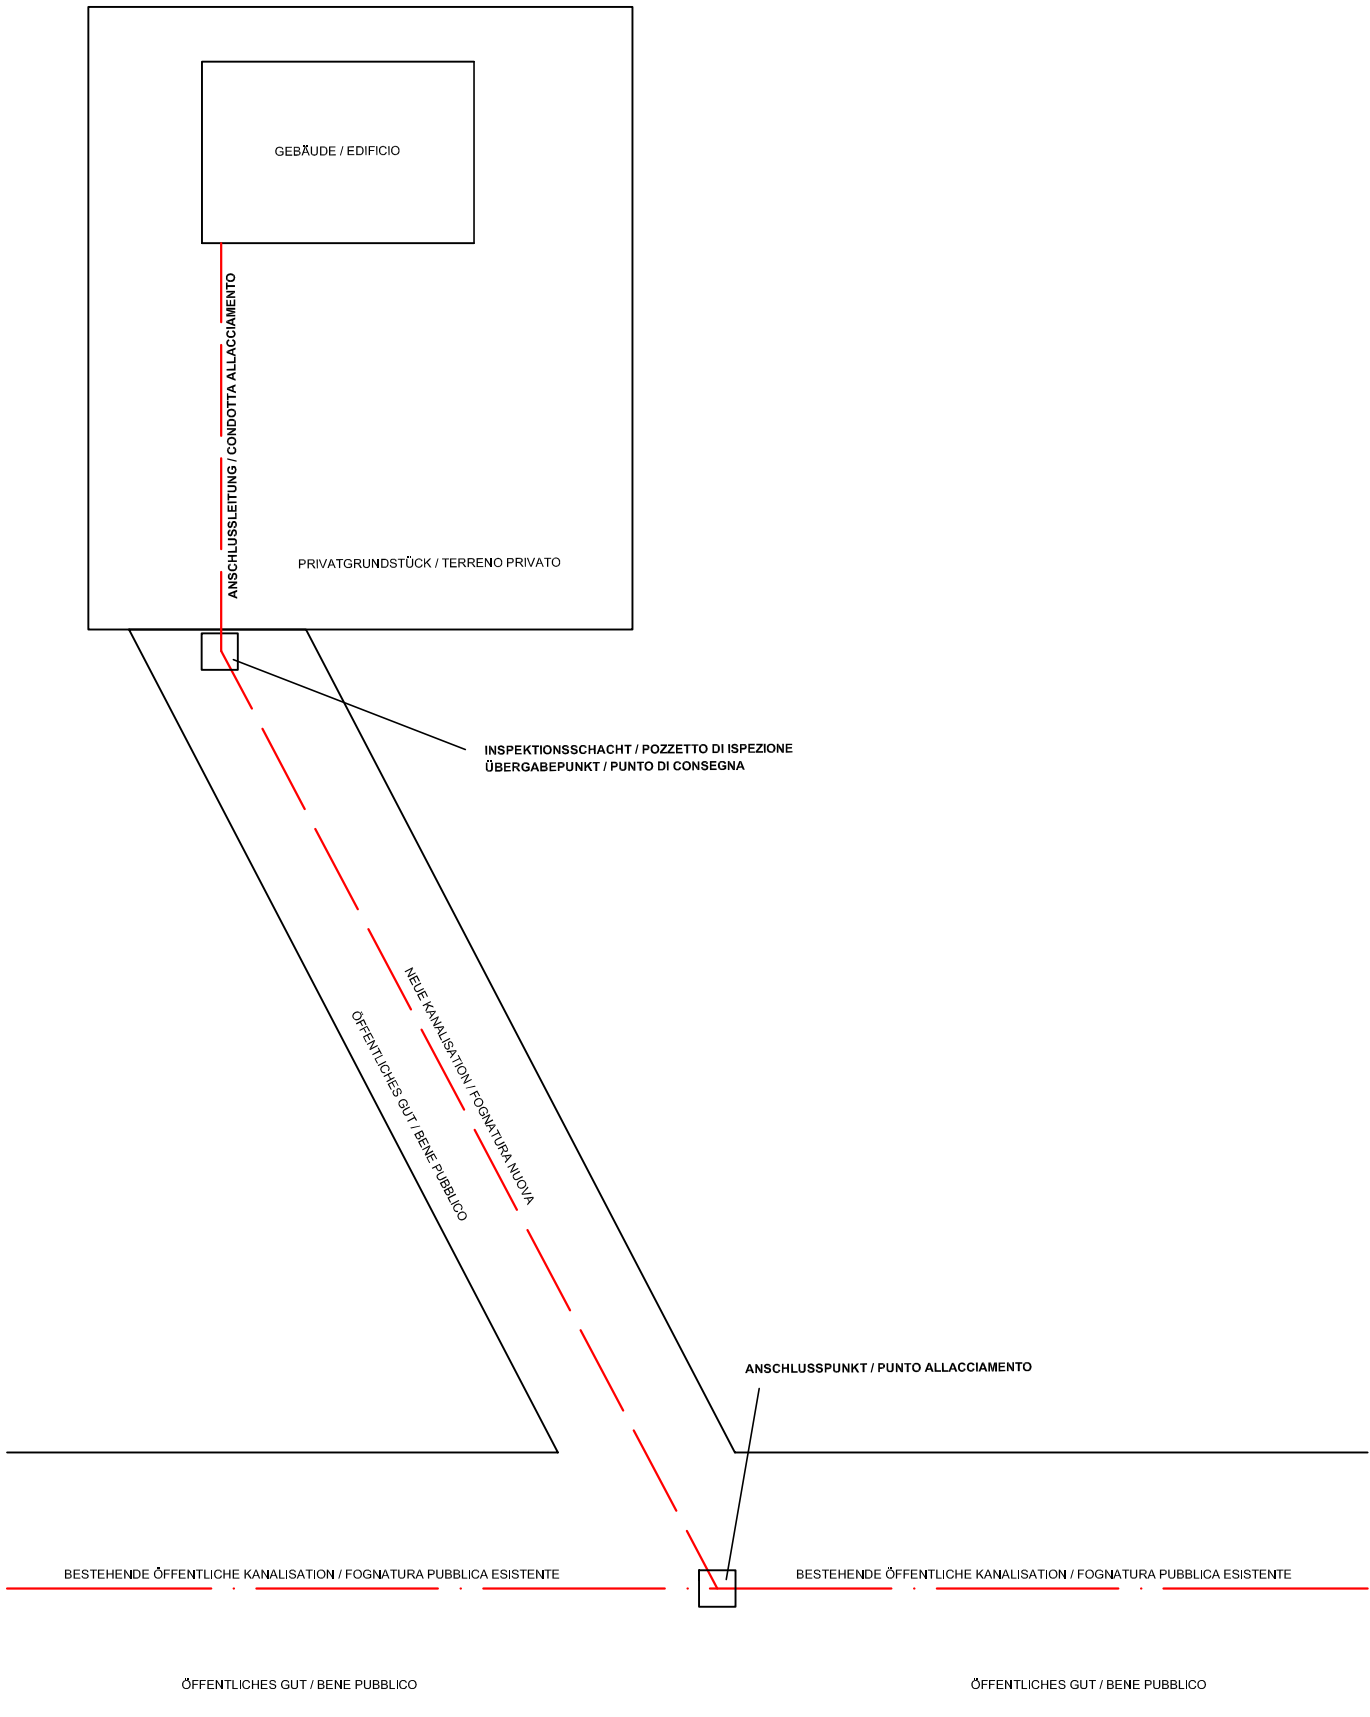 GEBÄUDE / EDIFICIO
ANSCHLUSSLEITUNG / CONDOTTA ALLACCIAMENTO
PRIVATGRUNDSTÜCK / TERRENO PRIVATO
INSPEKTIONSSCHACHT / POZZETTO DI ISPEZIONE
ÜBERGABEPUNKT / PUNTO DI CONSEGNA
NEUE KANALISATION / FOGNATURA NUOVA
ÖFFENTLICHES GUT / BENE PUBBLICO
ANSCHLUSSPUNKT / PUNTO ALLACCIAMENTO
BESTEHENDE ÖFFENTLICHE KANALISATION / FOGNATURA PUBBLICA ESISTENTE
BESTEHENDE ÖFFENTLICHE KANALISATION / FOGNATURA PUBBLICA ESISTENTE
ÖFFENTLICHES GUT / BENE PUBBLICO
ÖFFENTLICHES GUT / BENE PUBBLICO